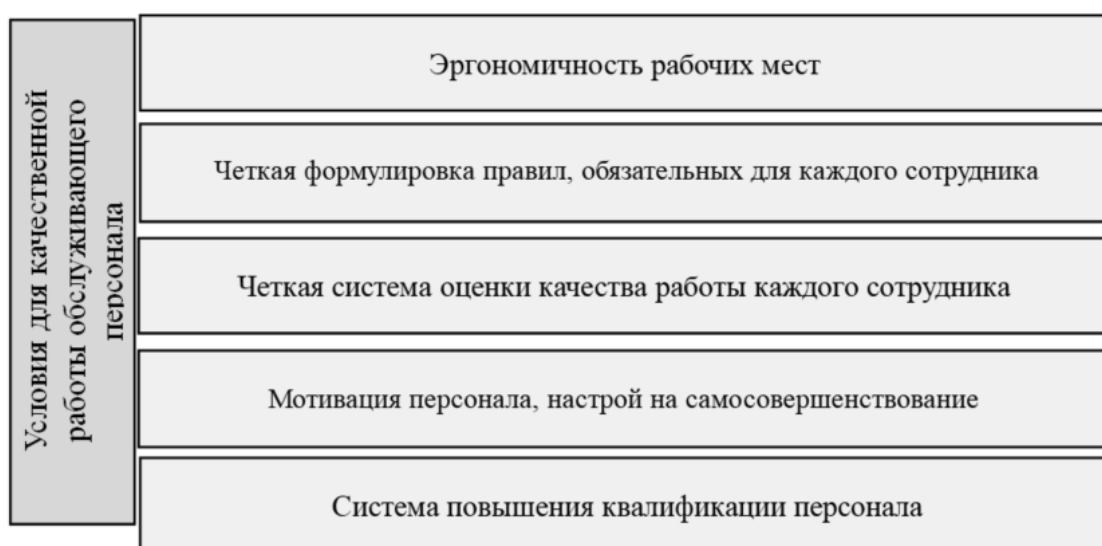 Условия для качественной
работы обслуживающего
персонала
Эргономичность рабочих мест
Четкая формулировка правил, обязательных для каждого сотрудника
Четкая система оценки качества работы каждого сотрудника
Мотивация персонала, настрой на самосовершенствование
Система повышения квалификации персонала